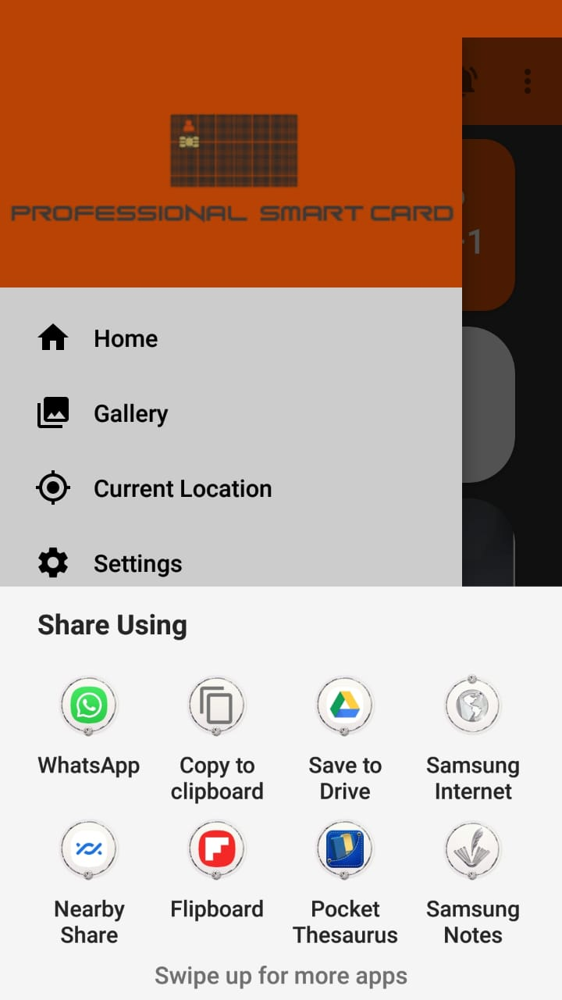 PROFESSIONAL SMART CARD
-1
Home
Gallery
Current Location
Settings
Share Using
WhatsApp
Copy to
clipboard
Save to
Drive
Samsung
Internet
Nearby
Share
Flipboard
Pocket
Thesaurus
Samsung
Notes
Swipe up for more apps